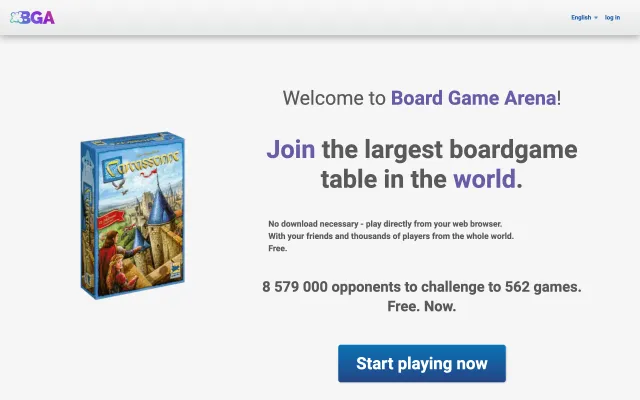 BGA
English
log in
Welcome to Board Game Arena!
Join the largest boardgame
table in the world.
Carcassonne
No download necessary - play directly from your web browser.
With your friends and thousands of players from the whole world.
Free.
8 579 000 opponents to challenge to 562 games.
Free. Now.
Start playing now